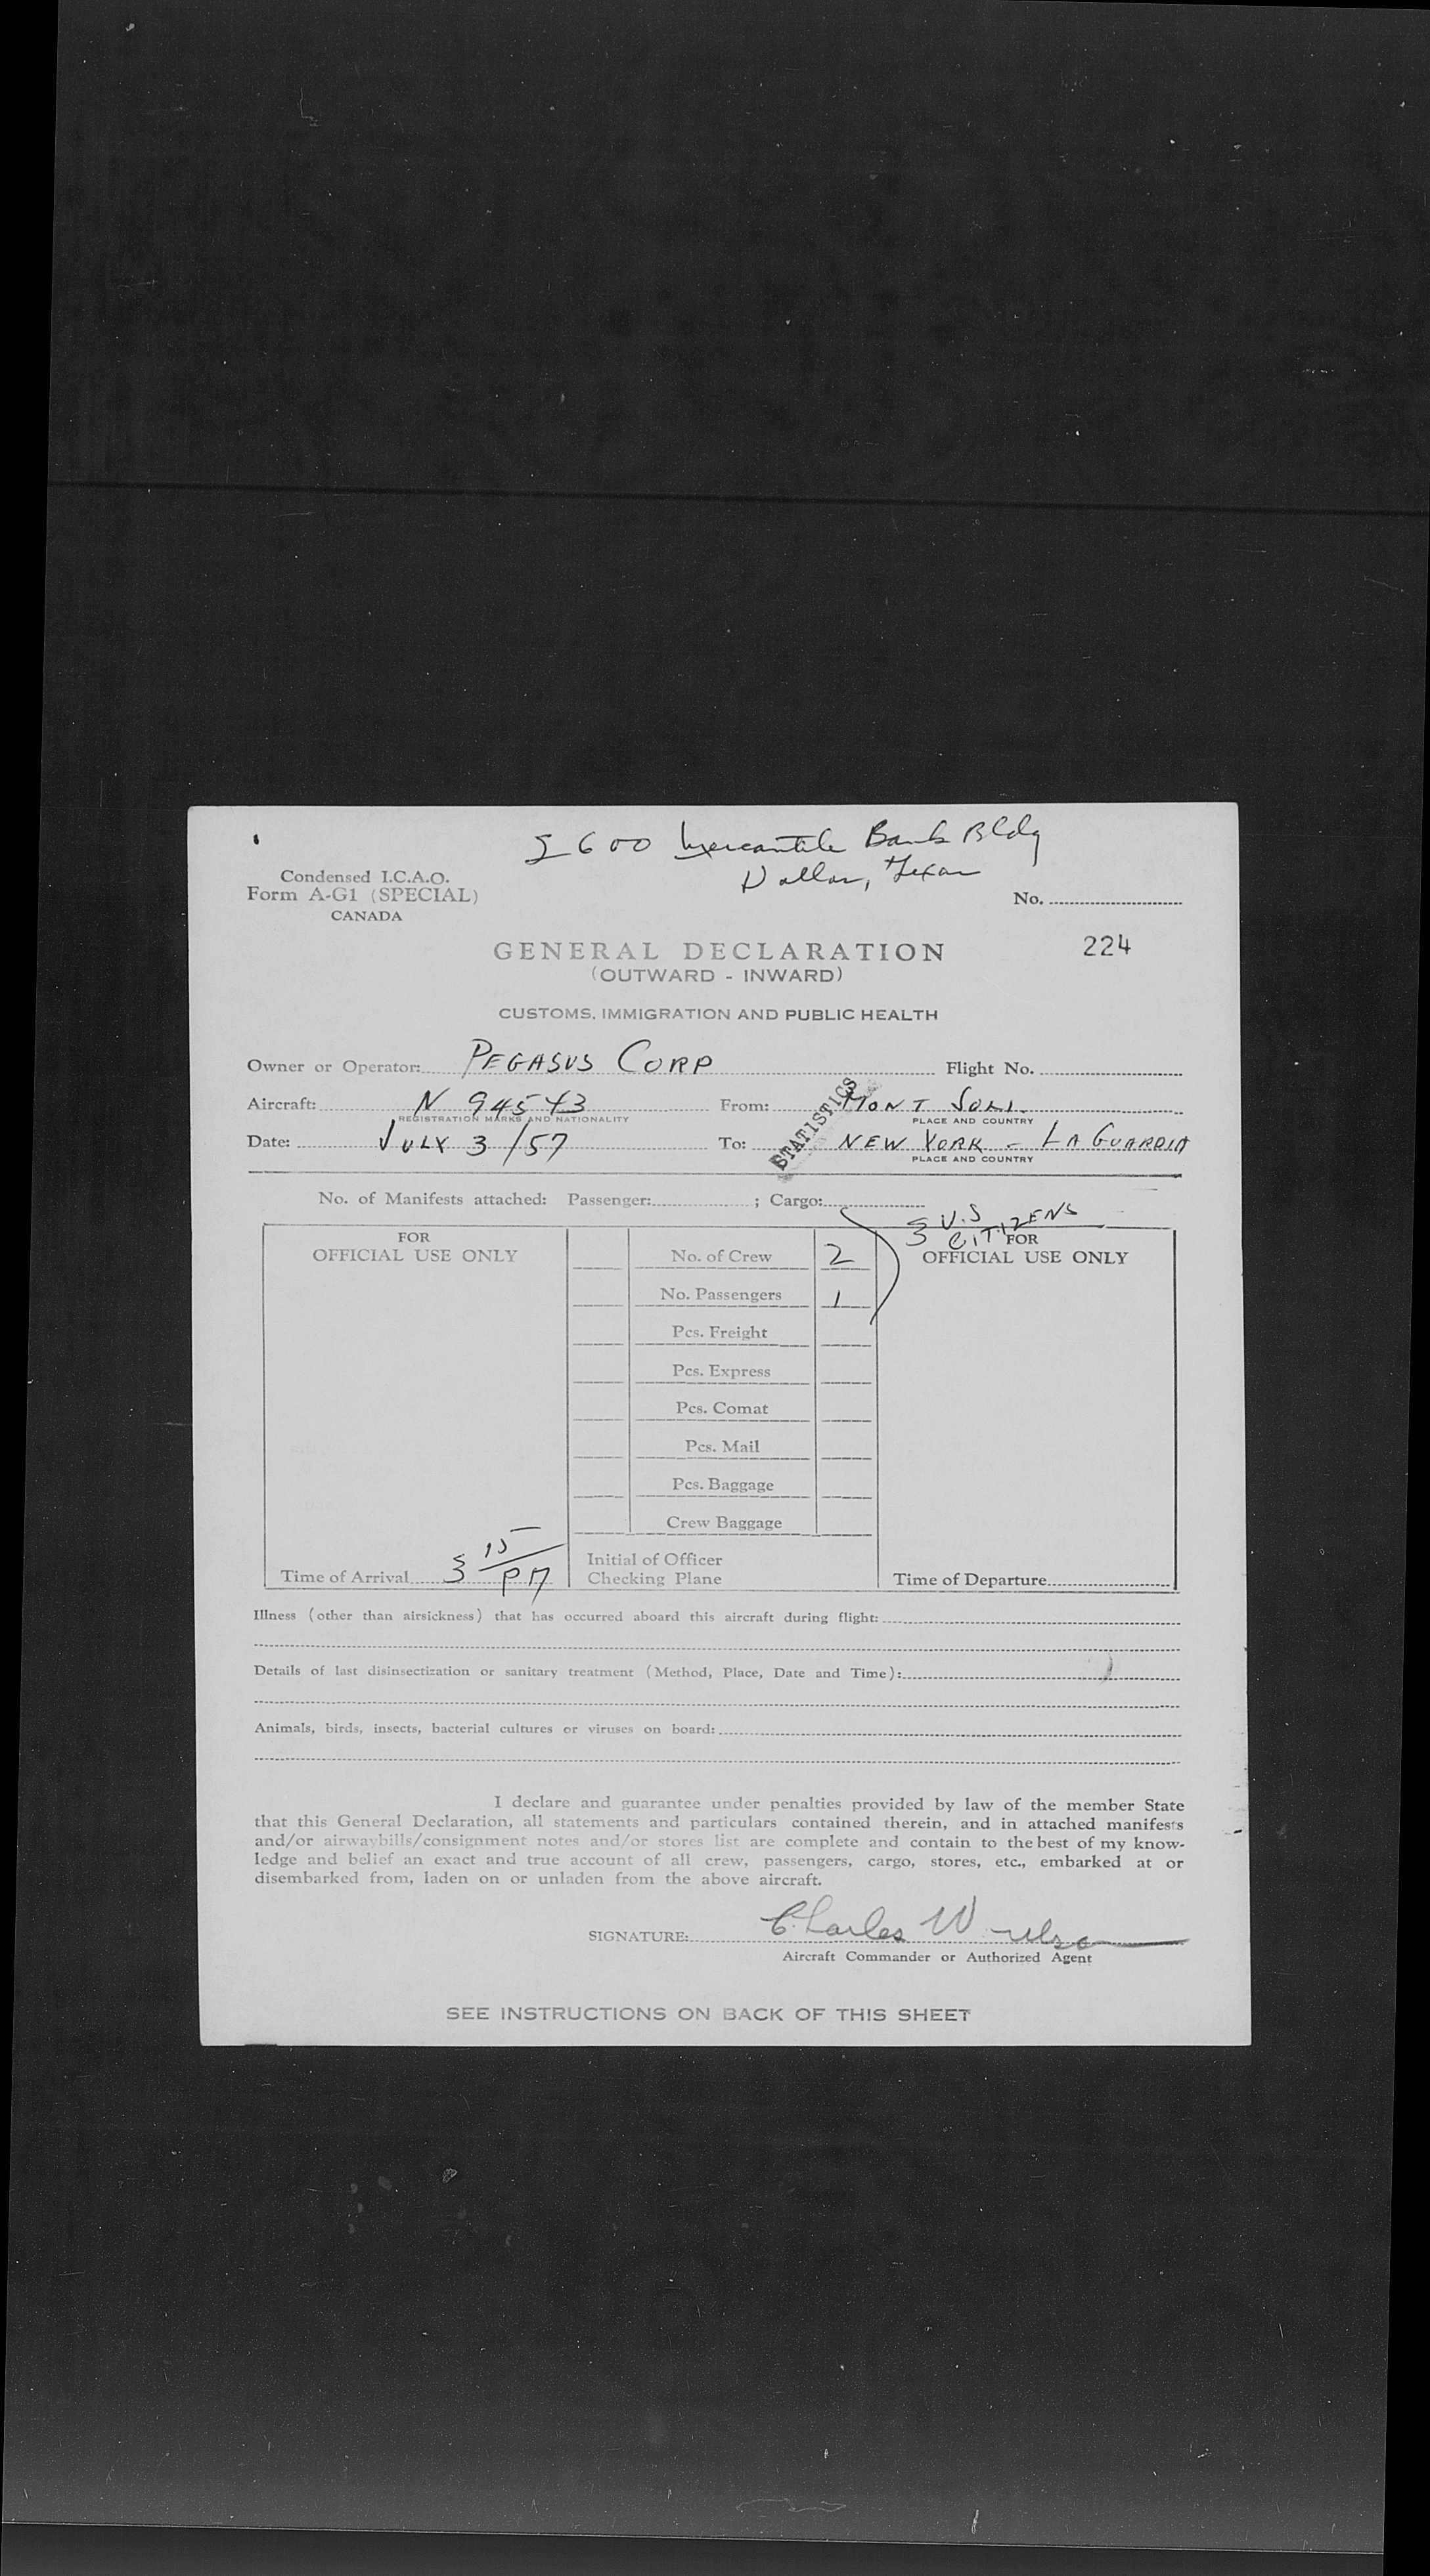 2600 Mercantile Bank Bldg
Dallas, Texas
Condensed I.C.A.O.
Form A-G1 (SPECIAL)
CANADA
No.
224
GENERAL DECLARATION
(OUTWARD - INWARD)
CUSTOMS, IMMIGRATION AND PUBLIC HEALTH
Owner or Operator: PEGASUS CORP Flight No.
Aircraft: N 94543 From: MONT JOLI
REGISTRATION MARKS AND NATIONALITY PLACE AND COUNTRY
STATISTICS
Date: JULY 3/57 To: NEW YORK - LA GUARDIA
PLACE AND COUNTRY
No. of Manifests attached: Passenger: ; Cargo:
3 U.S CITIZENS
FOR
OFFICIAL USE ONLY
No. of Crew 2
FOR
OFFICIAL USE ONLY
No. Passengers 1
Pcs. Freight
Pcs. Express
Pcs. Comat
Pcs. Mail
Pcs. Baggage
Crew Baggage
Time of Arrival 3 15 PM
Initial of Officer
Checking Plane
Time of Departure
Illness (other than airsickness) that has occurred aboard this aircraft during flight:
Details of last disinsectization or sanitary treatment (Method, Place, Date and Time):
Animals, birds, insects, bacterial cultures or viruses on board:
I declare and guarantee under penalties provided by law of the member State
that this General Declaration, all statements and particulars contained therein, and in attached manifests
and/or airwaybills/consignment notes and/or stores list are complete and contain to the best of my know-
ledge and belief an exact and true account of all crew, passengers, cargo, stores, etc., embarked at or
disembarked from, laden on or unladen from the above aircraft.
SIGNATURE: Charles W
Aircraft Commander or Authorized Agent
SEE INSTRUCTIONS ON BACK OF THIS SHEET